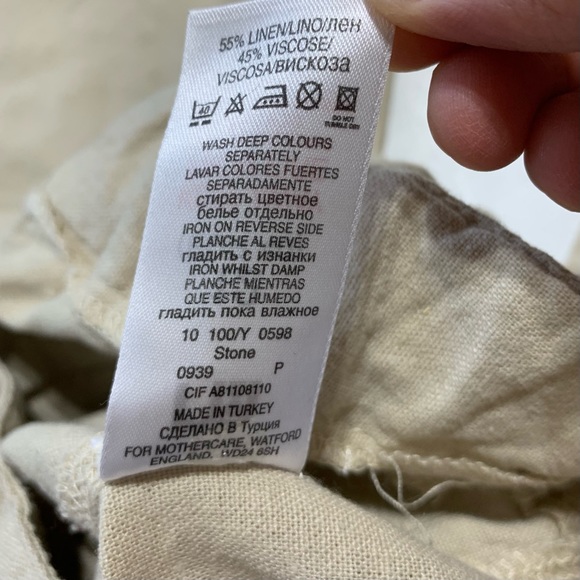 55% LINEN/LINO/лен
45% VISCOSE/
VISCOSA/вискоза
40
DO NOT
TUMBLE DRY
WASH DEEP COLOURS
SEPARATELY
LAVAR COLORES FUERTES
SEPARADAMENTE
стирать цветное
белье отдельно
IRON ON REVERSE SIDE
PLANCHE AL REVES
гладить с изнанки
IRON WHILST DAMP
PLANCHE MIENTRAS
QUE ESTE HUMEDO
гладить пока влажное
10 100/Y 0598
Stone
0939 P
CIF A81108110
MADE IN TURKEY
СДЕЛАНО В Турция
FOR MOTHERCARE, WATFORD
ENGLAND, WD24 6SH